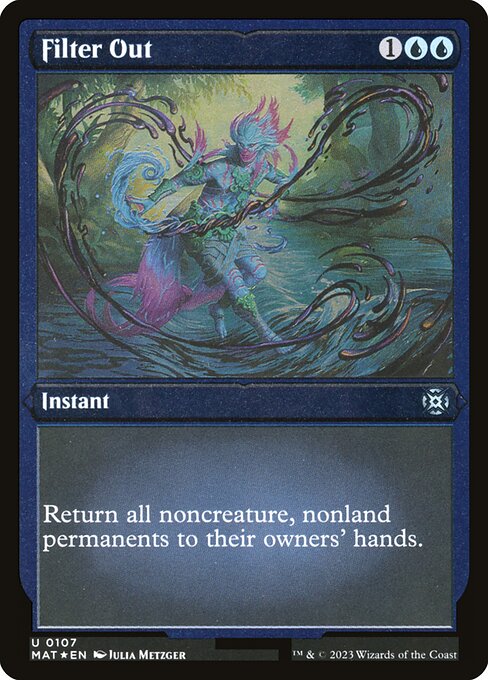 Filter Out 1
Instant
Return all noncreature, nonland
permanents to their owners’ hands.
U 0107
MAT★EN Julia Metzger ™ & © 2023 Wizards of the Coast